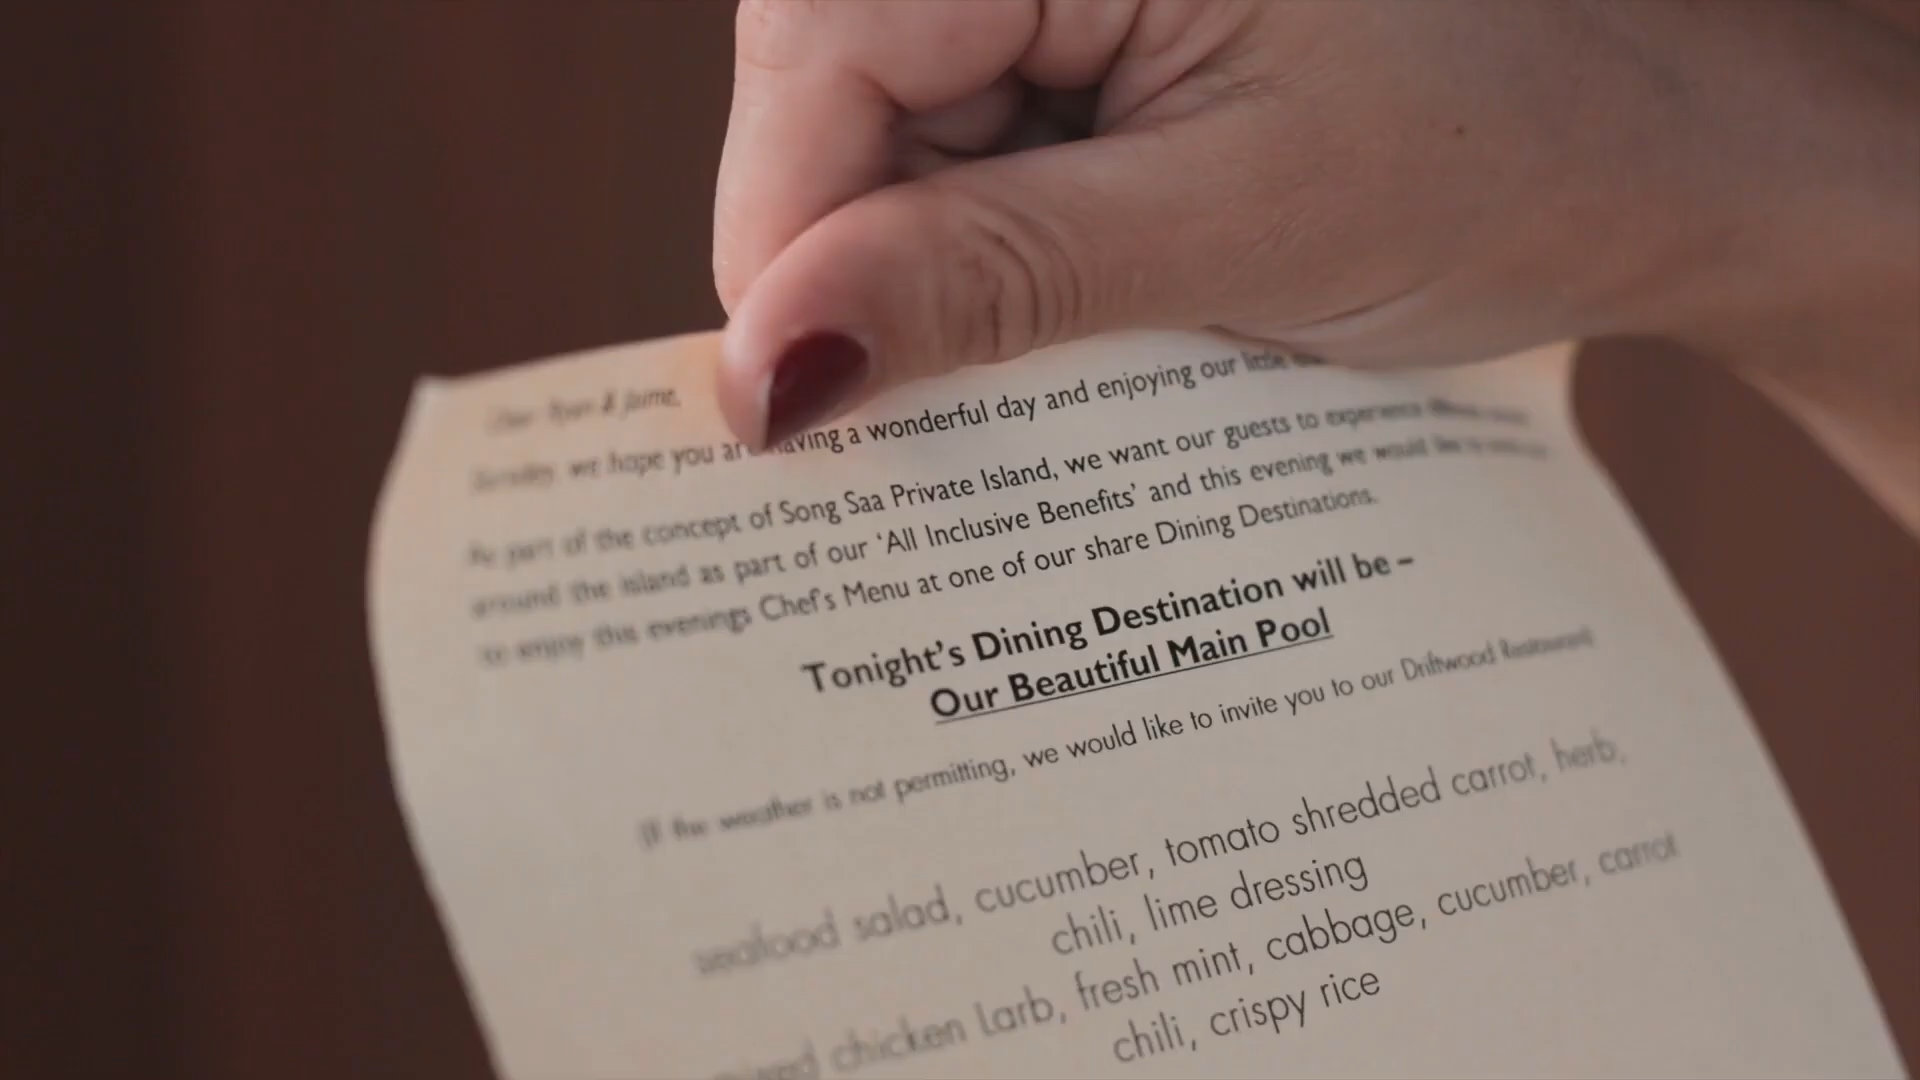 Dear Ryan & Jaime,
Sunday, we hope you are having a wonderful day and enjoying our little
As part of the concept of Song Saa Private Island, we want our guests to experience
around the island as part of our ‘All Inclusive Benefits’ and this evening we would like to
to enjoy this evenings Chef's Menu at one of our share Dining Destinations.
Tonight’s Dining Destination will be –
Our Beautiful Main Pool
(If the weather is not permitting, we would like to invite you to our Driftwood Restaurant
seafood salad, cucumber, tomato shredded carrot, herb,
chili, lime dressing
chicken Larb, fresh mint, cabbage, cucumber, carrot
chili, crispy rice